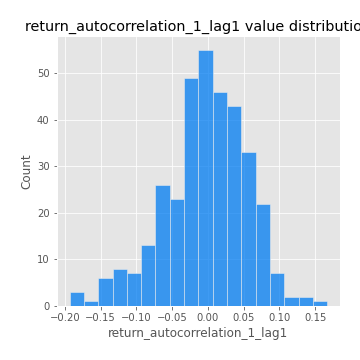 return_autocorrelation_1_lag1 value distributio
Count
50
40
30
20
10
0
−0.20 −0.15 −0.10 −0.05 0.00 0.05 0.10 0.15
return_autocorrelation_1_lag1